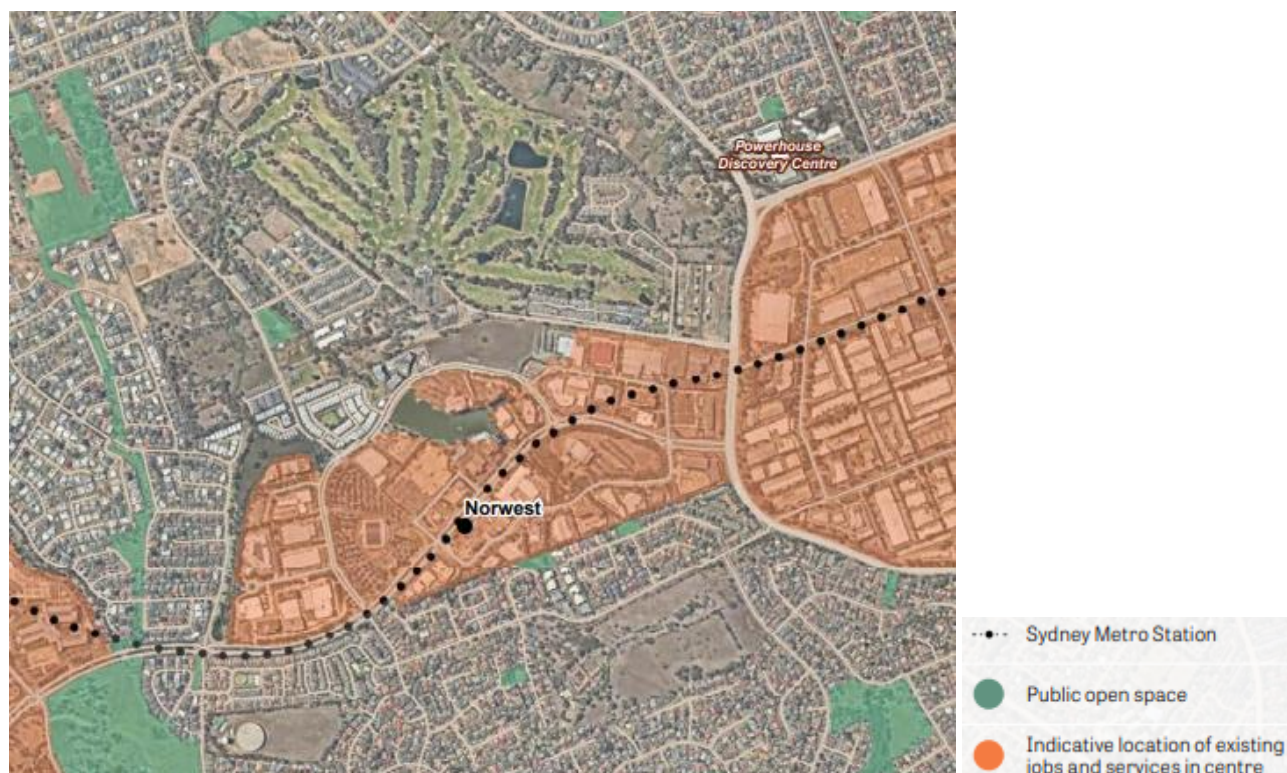 Powerhouse
Discovery Centre
Norwest
Sydney Metro Station
Public open space
Indicative location of existing
jobs and services in centre